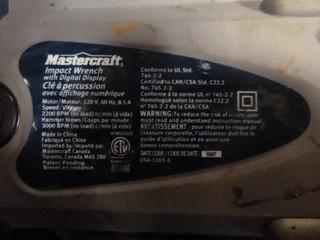 Mastercraft
Impact Wrench
with Digital Display
Clé à percussion
avec affichage numérique
Motor/Moteur: 120 V, 60 Hz, 8.5 A
Speed/Vitesse:
2200 RPM (no load) tr/min (à vide)
Hammer blows/Coups par minute:
3000 BPM (no load) c/min (à vide)
Made in China
Fabriqué en Chine
Imported by/Importé par:
Mastercraft Canada
Toronto, Canada M4S 2B8
Patent Pending.
Brevet en instance.
Intertek
Conforms to UL Std.
745-2-2
Certified to CAN/CSA Std. C22.2
No. 745-2-2
Conforme à la norme UL n° 745-2-2
Homologué selon la norme C22.2
n° 745-2-2 de la CAN/CSA
WARNING: To reduce the risk of injury, user
must read and understand instruction manual.
AVERTISSEMENT: pour réduire le risque
de blessure corporelle,
DATE CODE / CODE DE DATE 1047
054-1265-6